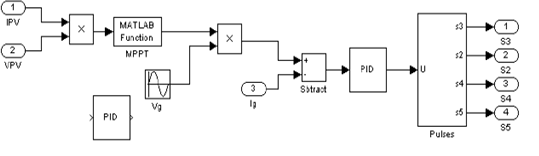 1
IPV
2
VPV
×
MATLAB
Function
MPPT
Vg
×
3
Ig
+
-
Sbtract
PID
PID
U
s3
s2
s4
s5
Pulses
1
S3
2
S2
3
S4
4
S5